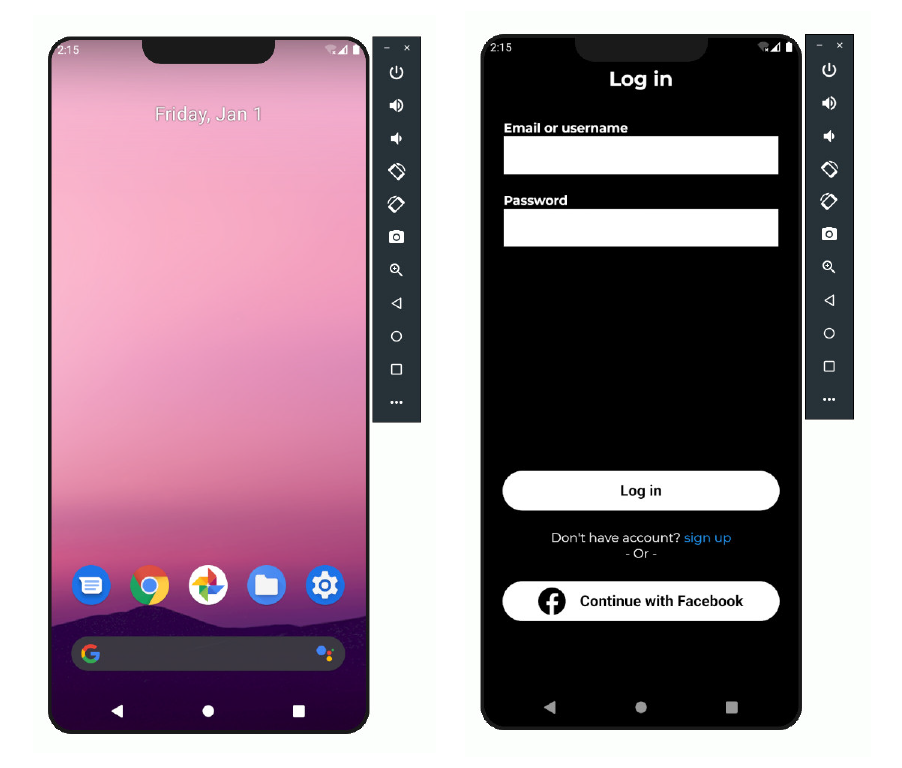 2:15
Friday, Jan 1
2:15
Log in
Email or username
Password
Log in
Don't have account? sign up
- Or -
Continue with Facebook